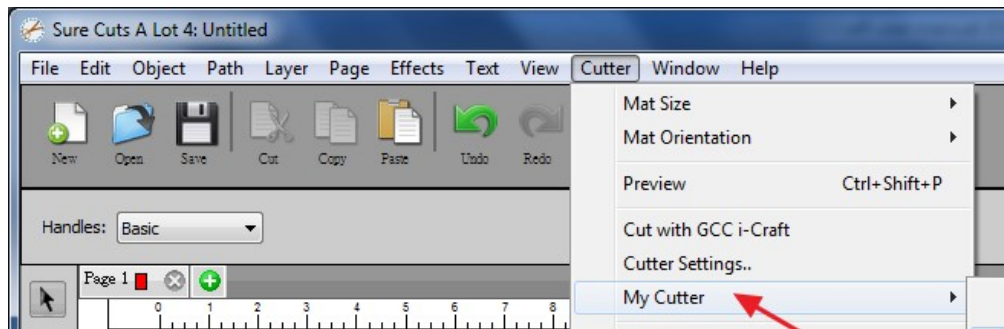 Sure Cuts A Lot 4: Untitled
File Edit Object Path Layer Page Effects Text View Cutter Window Help
New Open Save Cut Copy Paste Undo Redo
Mat Size
Mat Orientation
Preview Ctrl+Shift+P
Handles: Basic
Cut with GCC i-Craft
Cutter Settings..
Page 1
My Cutter
0 1 2 3 4 5 6 7 8